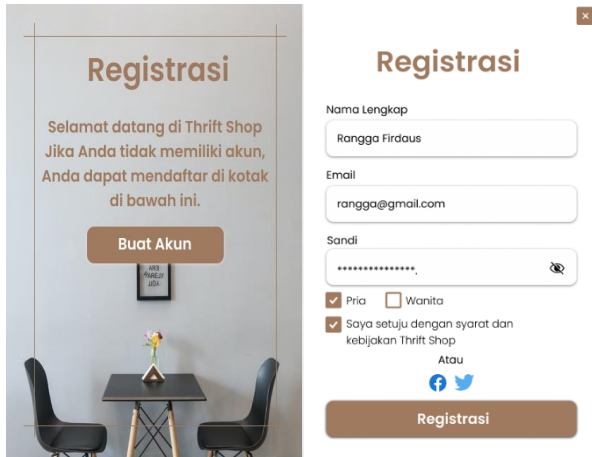 Registrasi
Selamat datang di Thrift Shop
Jika Anda tidak memiliki akun,
Anda dapat mendaftar di kotak
di bawah ini.
Buat Akun
Registrasi
Nama Lengkap
Rangga Firdaus
Email
rangga@gmail.com
Sandi
***************
Pria
Wanita
Saya setuju dengan syarat dan
kebijakan Thrift Shop
Atau
Registrasi